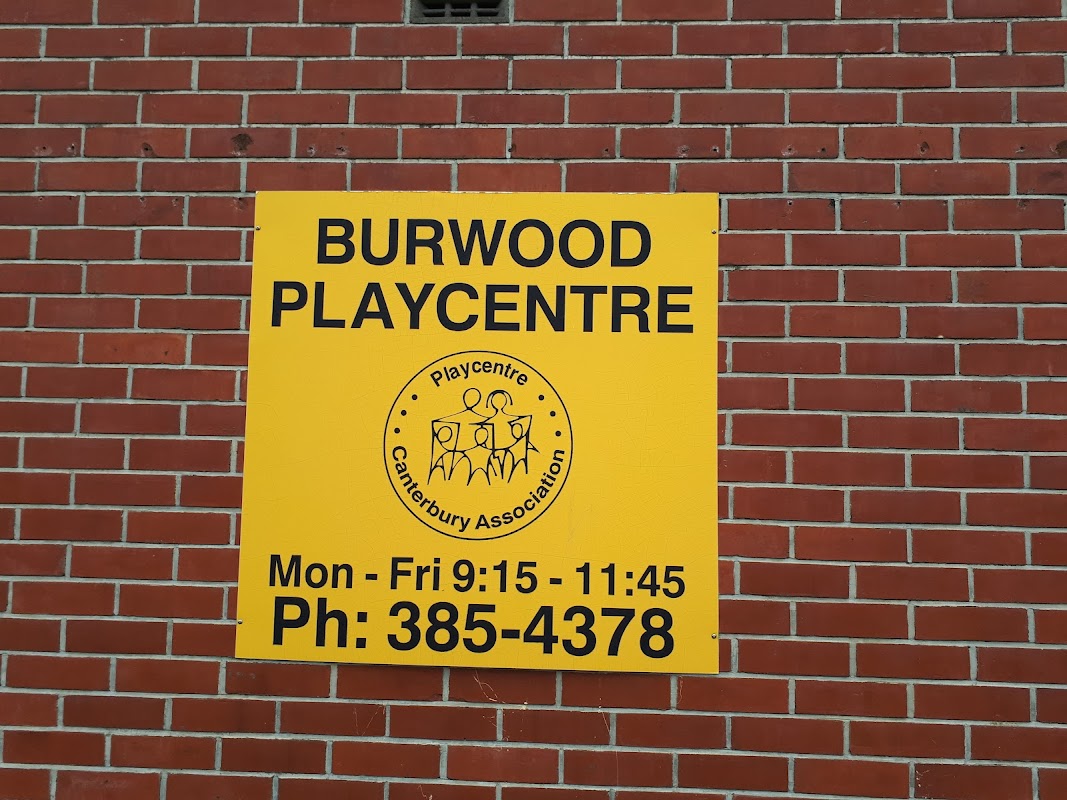 BURWOOD
PLAYCENTRE
Playcentre
Canterbury Association
Mon - Fri 9:15 - 11:45
Ph: 385-4378